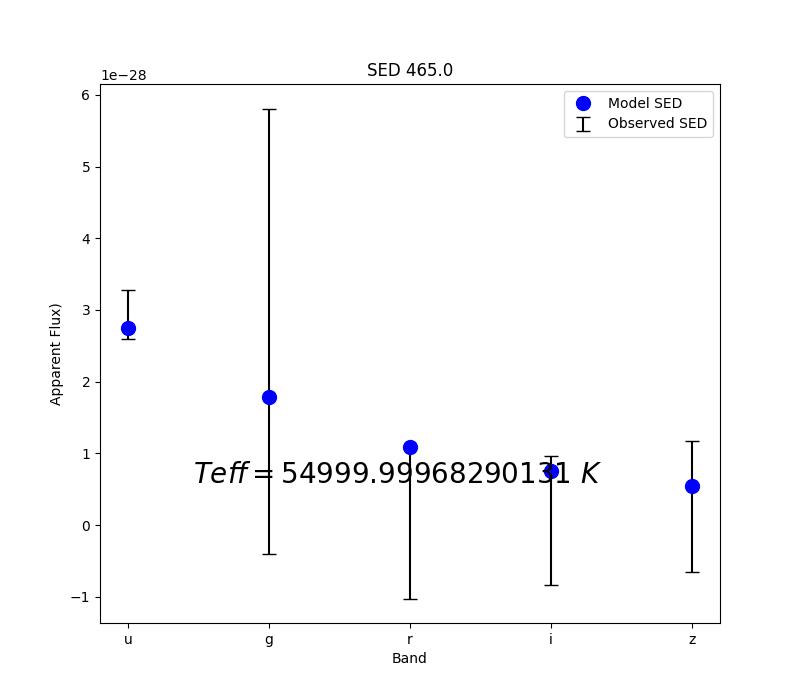 SED 465.0
1e−28
Model SED
Observed SED
6
5
4
3
2
1
0
−1
Apparent Flux)
Teff = 54999.99968290131 K
u g r i z
Band